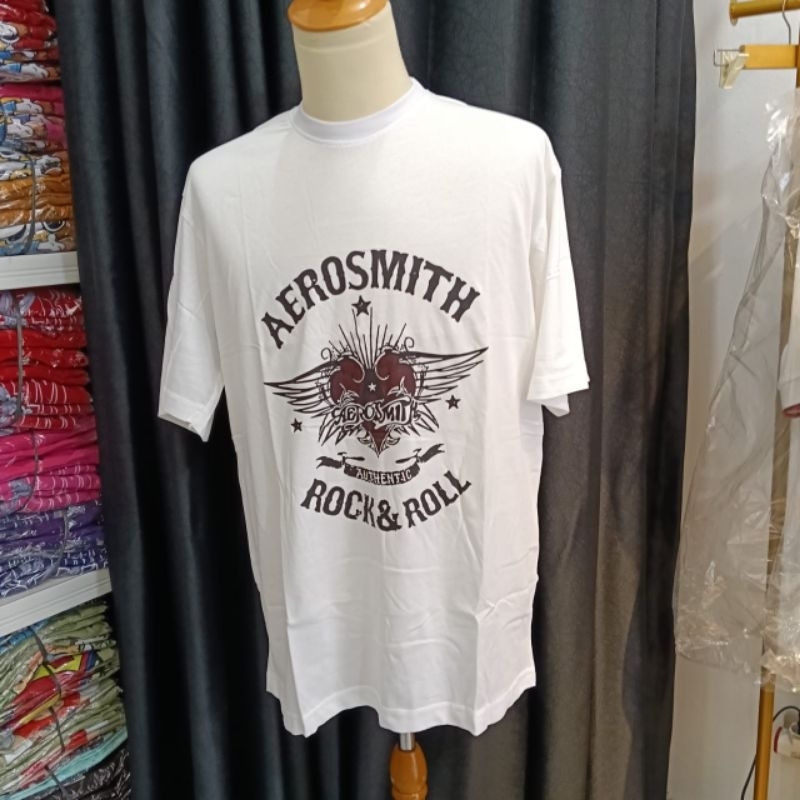 AEROSMITH
AEROSMITH
AUTHENTIC
ROCK & ROLL